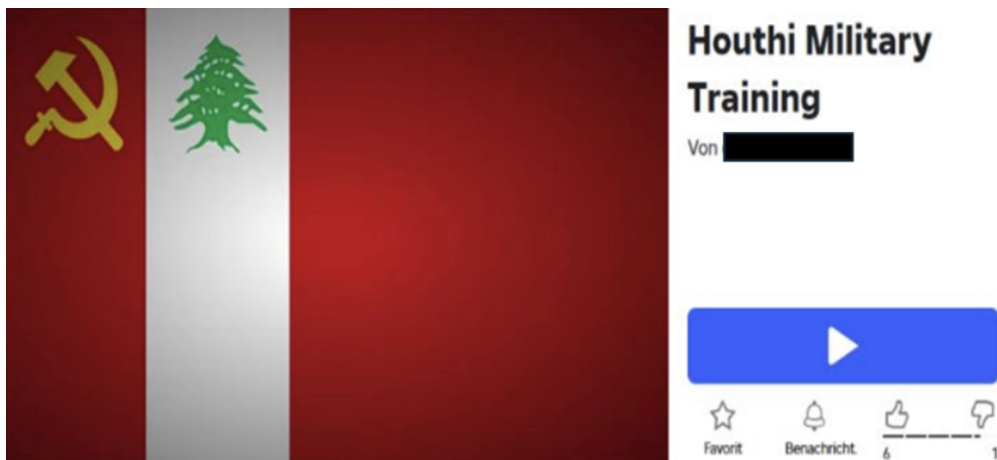 Houthi Military
Training
Von
Favorit
Benachricht.
6
1